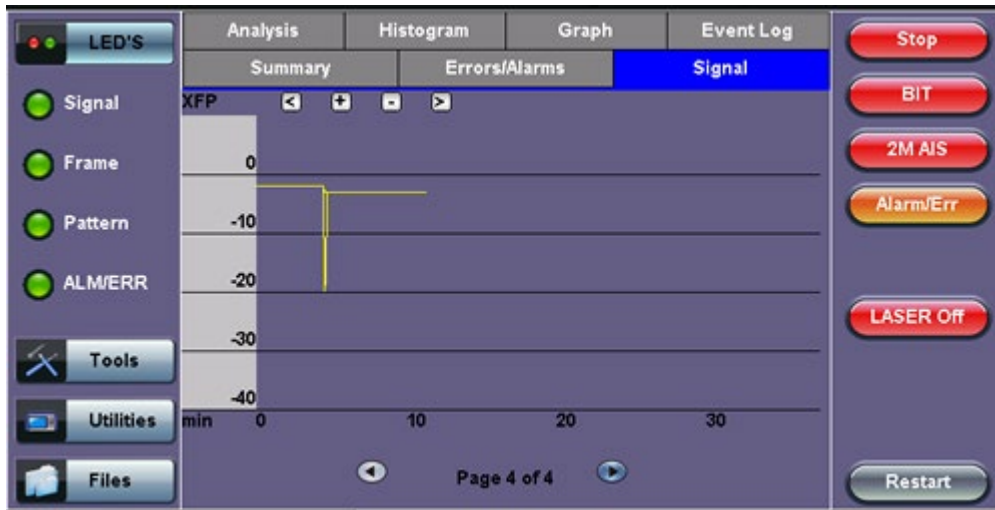 LED'S
Signal
Frame
Pattern
ALM/ERR
Tools
Utilities
Files
Analysis
Histogram
Graph
Event Log
Summary
Errors/Alarms
Signal
XFP < + - >
0
-10
-20
-30
-40
min 0 10 20 30
Page 4 of 4
Stop
BIT
2M AIS
Alarm/Err
LASER Off
Restart